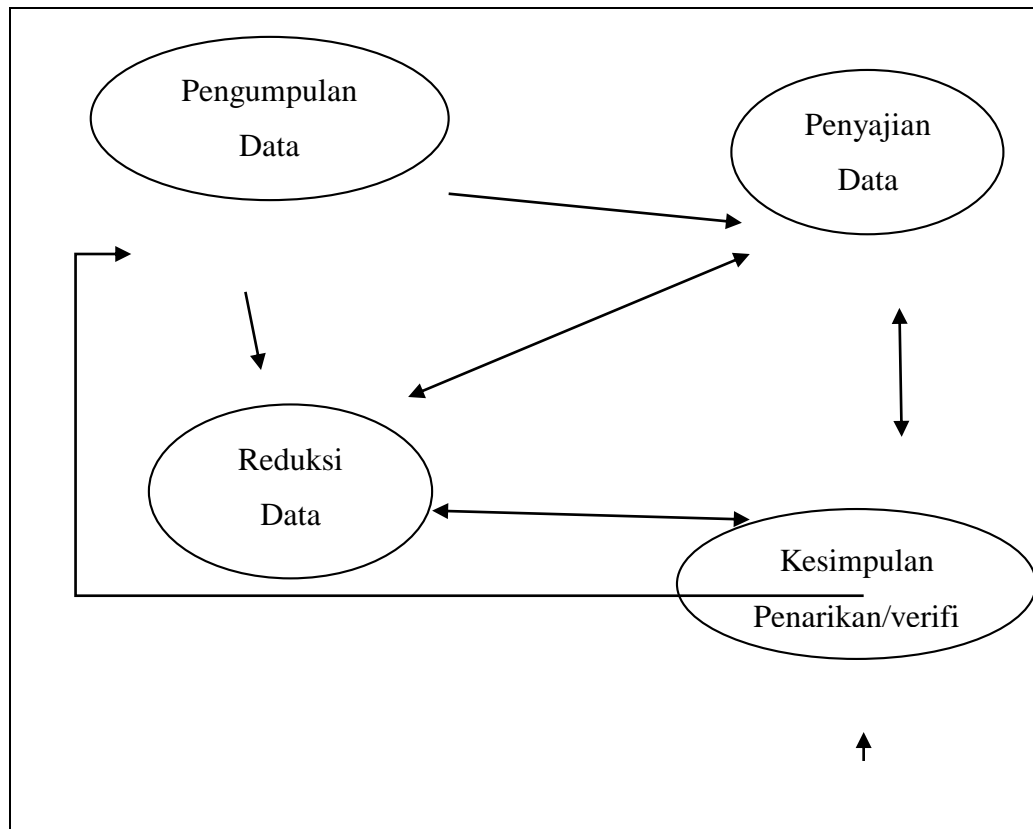 Pengumpulan
Data
Penyajian
Data
Reduksi
Data
Kesimpulan
Penarikan/verifi